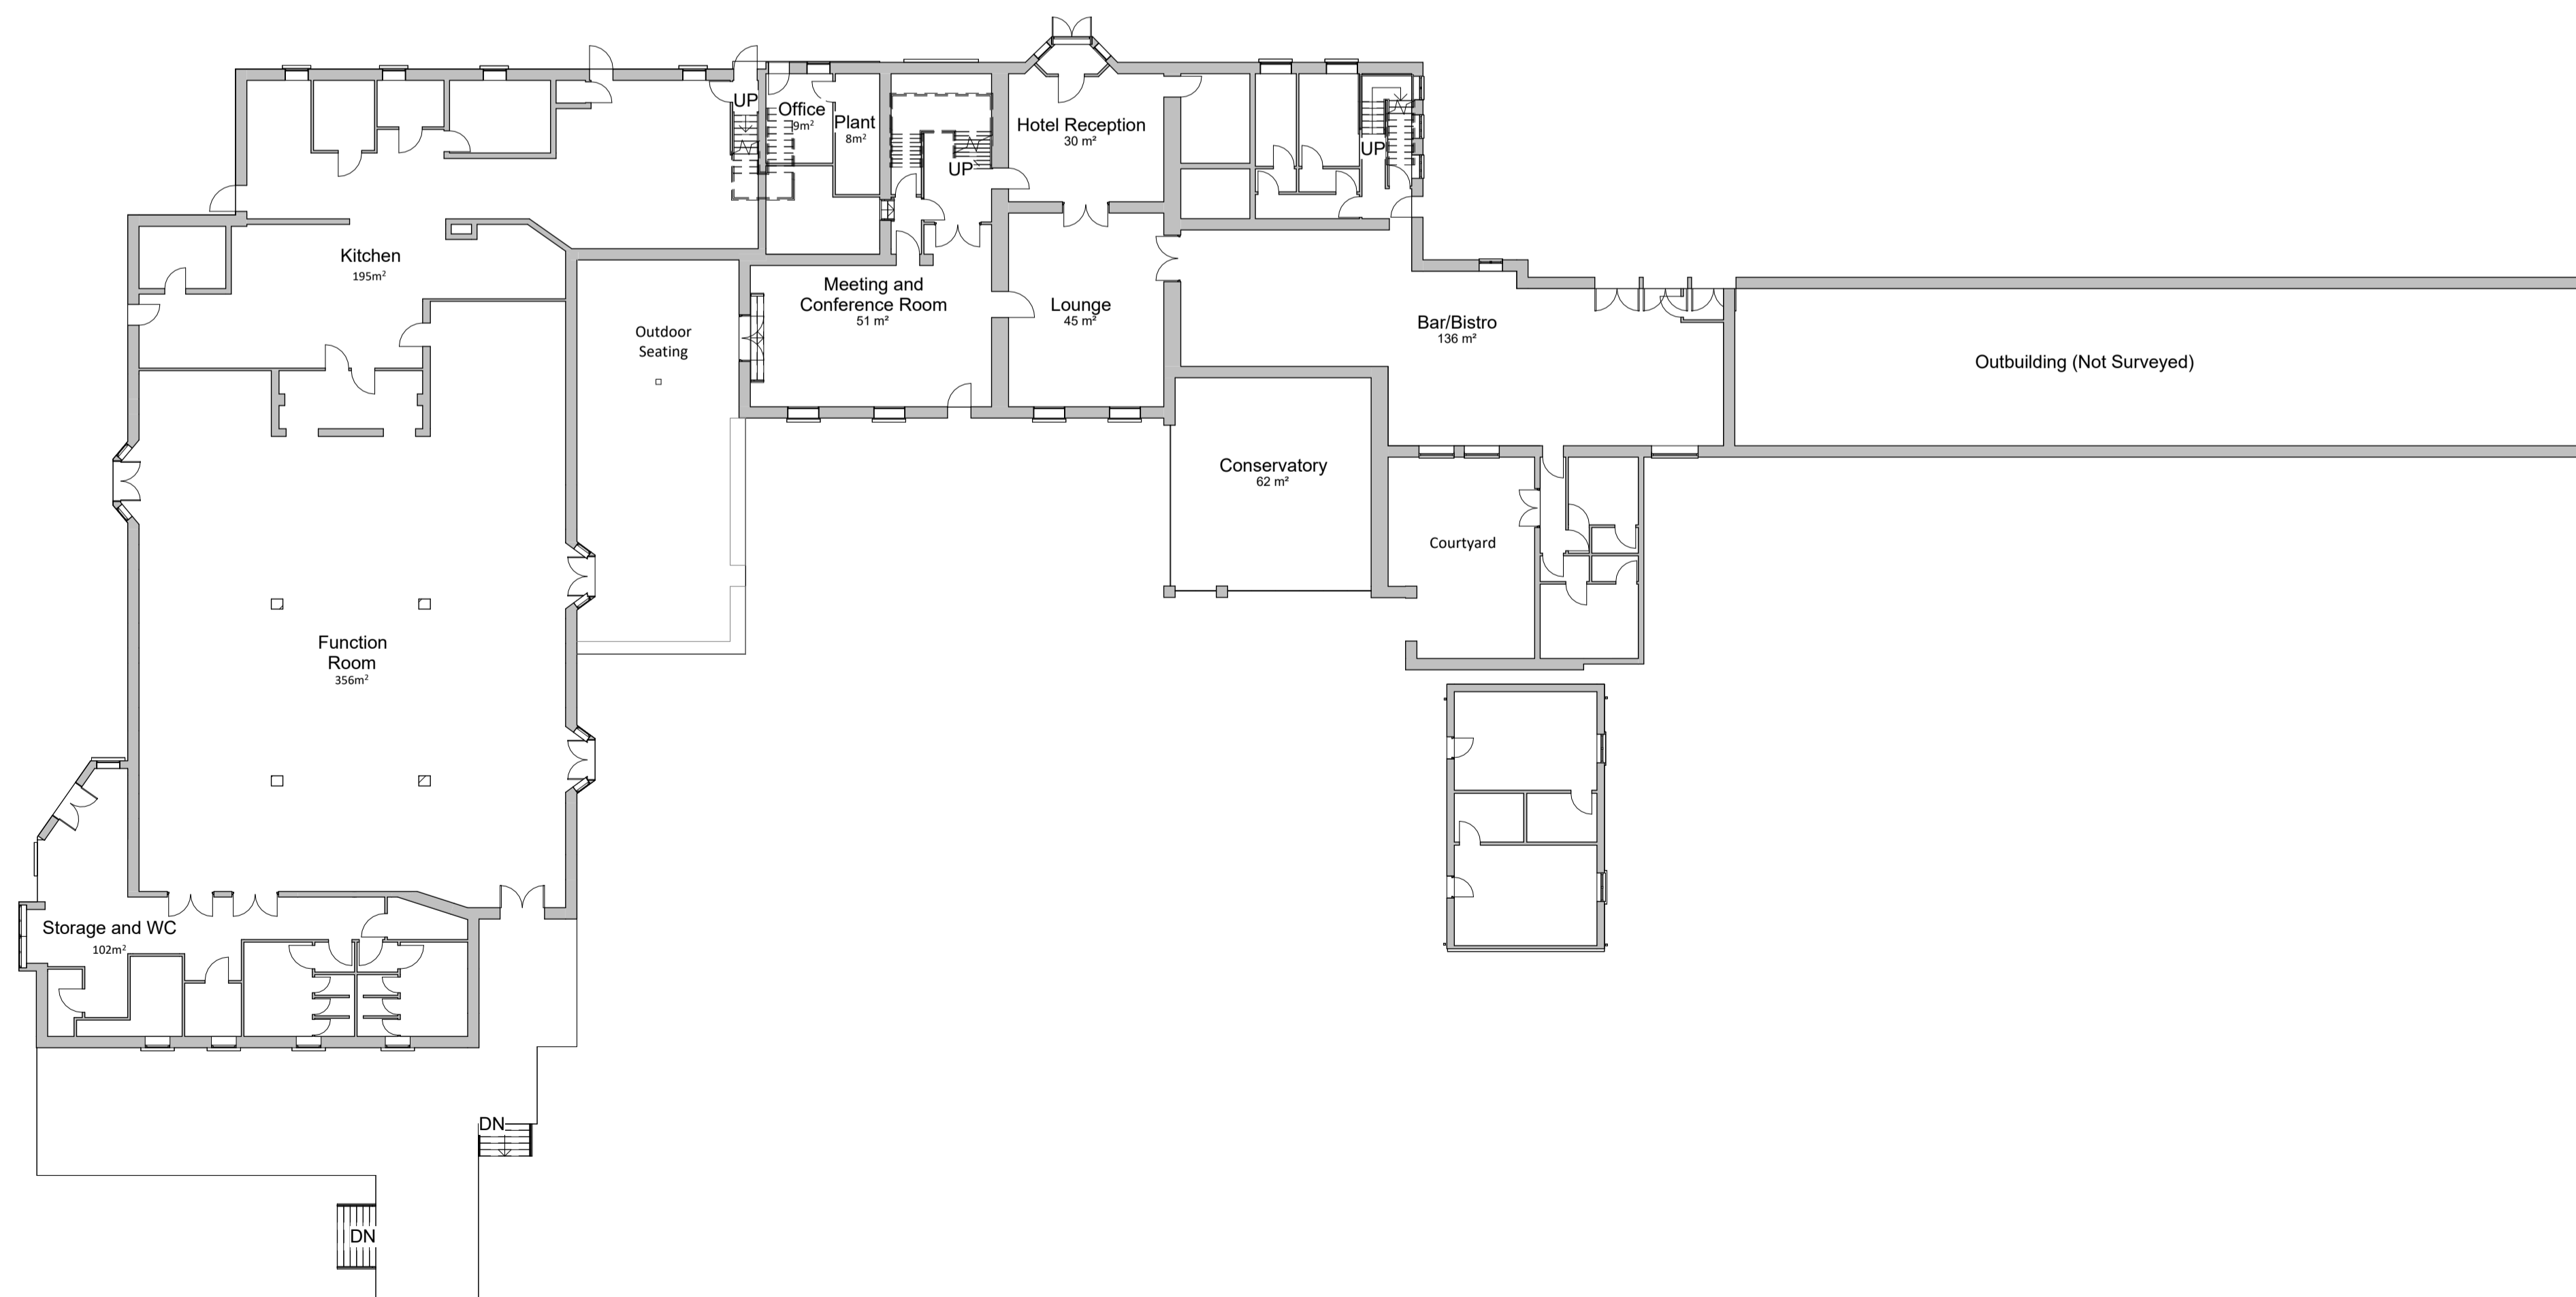 UP
Office
9m²
Plant
8m²
UP
Hotel Reception
30 m²
UP
Kitchen
195m²
Meeting and
Conference Room
51 m²
Outdoor
Seating
Lounge
45 m²
Bar/Bistro
136 m²
Outbuilding (Not Surveyed)
Conservatory
62 m²
Courtyard
Function
Room
356m²
Storage and WC
102m²
DN
DN